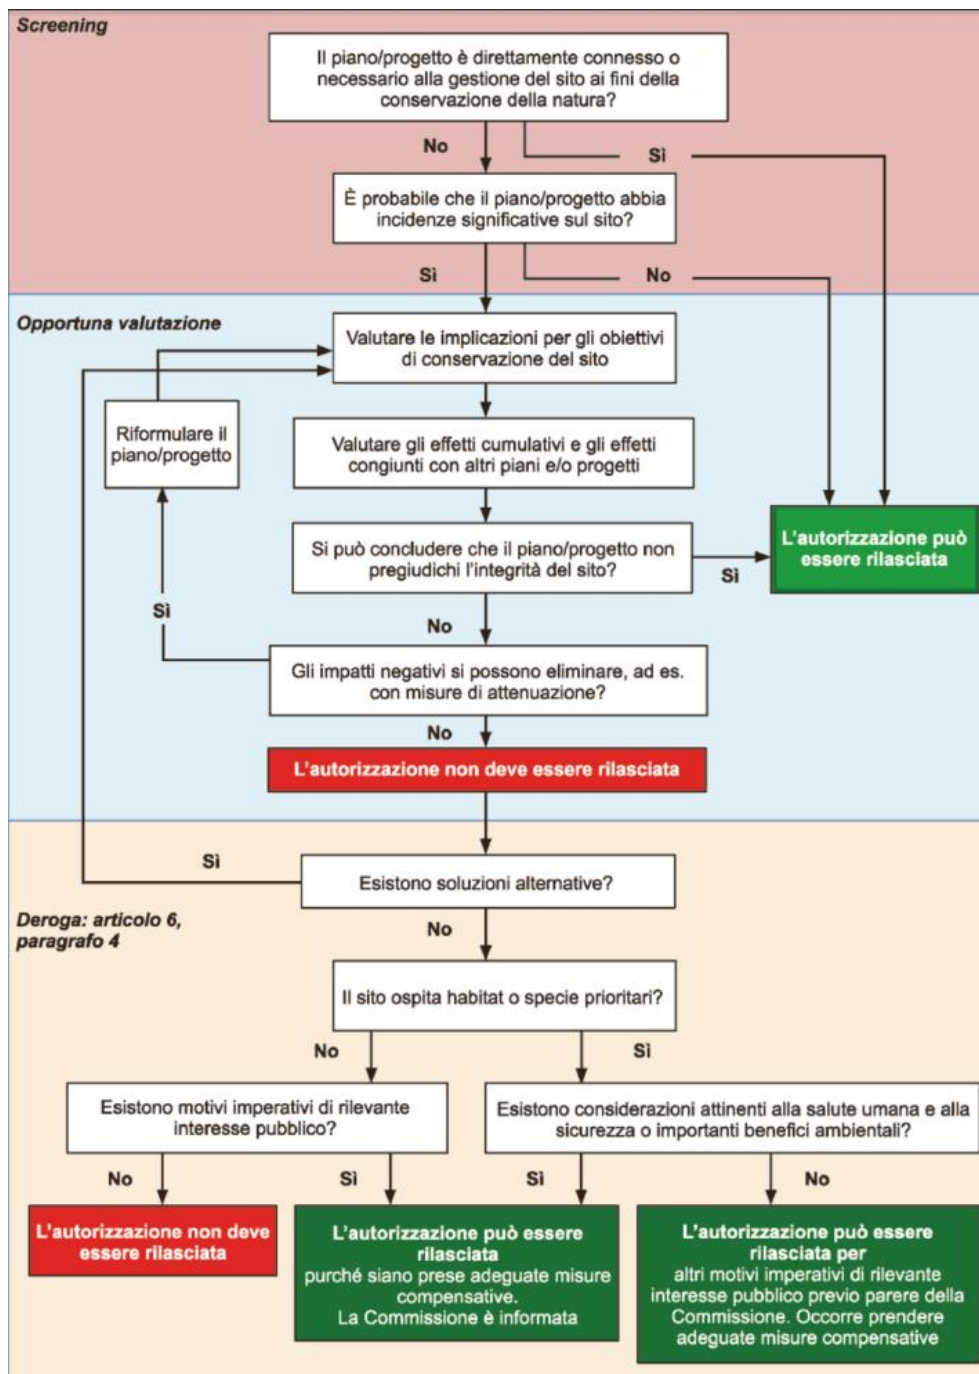 Screening
Il piano/progetto è direttamente connesso o
necessario alla gestione del sito ai fini della
conservazione della natura?
No
Sì
È probabile che il piano/progetto abbia
incidenze significative sul sito?
Sì
No
Opportuna valutazione
Valutare le implicazioni per gli obiettivi
di conservazione del sito
Riformulare il
piano/progetto
Valutare gli effetti cumulativi e gli effetti
congiunti con altri piani e/o progetti
Si può concludere che il piano/progetto non
pregiudichi l'integrità del sito?
Sì
L'autorizzazione può
essere rilasciata
Sì
No
Gli impatti negativi si possono eliminare, ad es.
con misure di attenuazione?
No
L'autorizzazione non deve essere rilasciata
Sì
Esistono soluzioni alternative?
Deroga: articolo 6,
paragrafo 4
No
Il sito ospita habitat o specie prioritari?
No
Sì
Esistono motivi imperativi di rilevante
interesse pubblico?
Esistono considerazioni attinenti alla salute umana e alla
sicurezza o importanti benefici ambientali?
No
Sì
Sì
No
L'autorizzazione non deve
essere rilasciata
L'autorizzazione può essere
rilasciata
purché siano prese adeguate misure
compensative.
La Commissione è informata
L'autorizzazione può essere
rilasciata per
altri motivi imperativi di rilevante
interesse pubblico previo parere della
Commissione. Occorre prendere
adeguate misure compensative